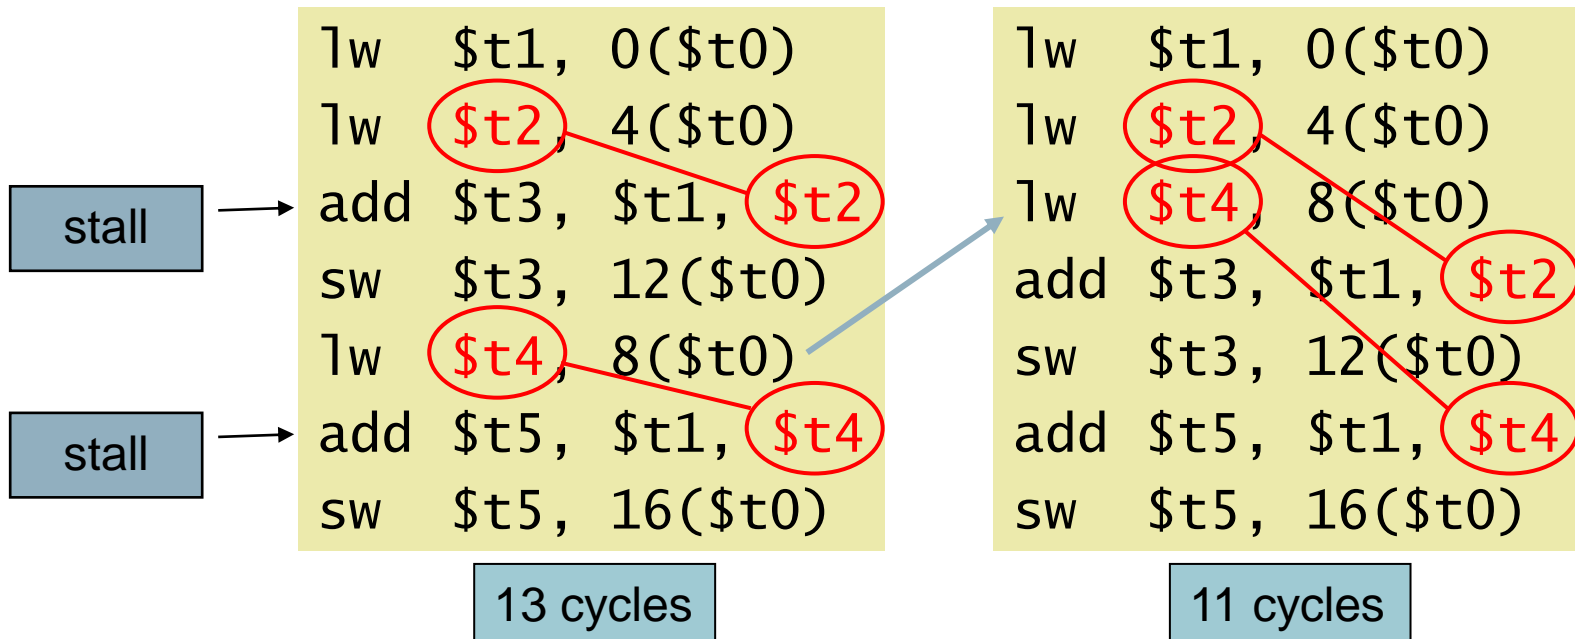 lw $t1, 0($t0)
lw $t2, 4($t0)
add $t3, $t1, $t2
sw $t3, 12($t0)
lw $t4, 8($t0)
add $t5, $t1, $t4
sw $t5, 16($t0)
stall
stall
13 cycles
lw $t1, 0($t0)
lw $t2, 4($t0)
lw $t4, 8($t0)
add $t3, $t1, $t2
sw $t3, 12($t0)
add $t5, $t1, $t4
sw $t5, 16($t0)
11 cycles